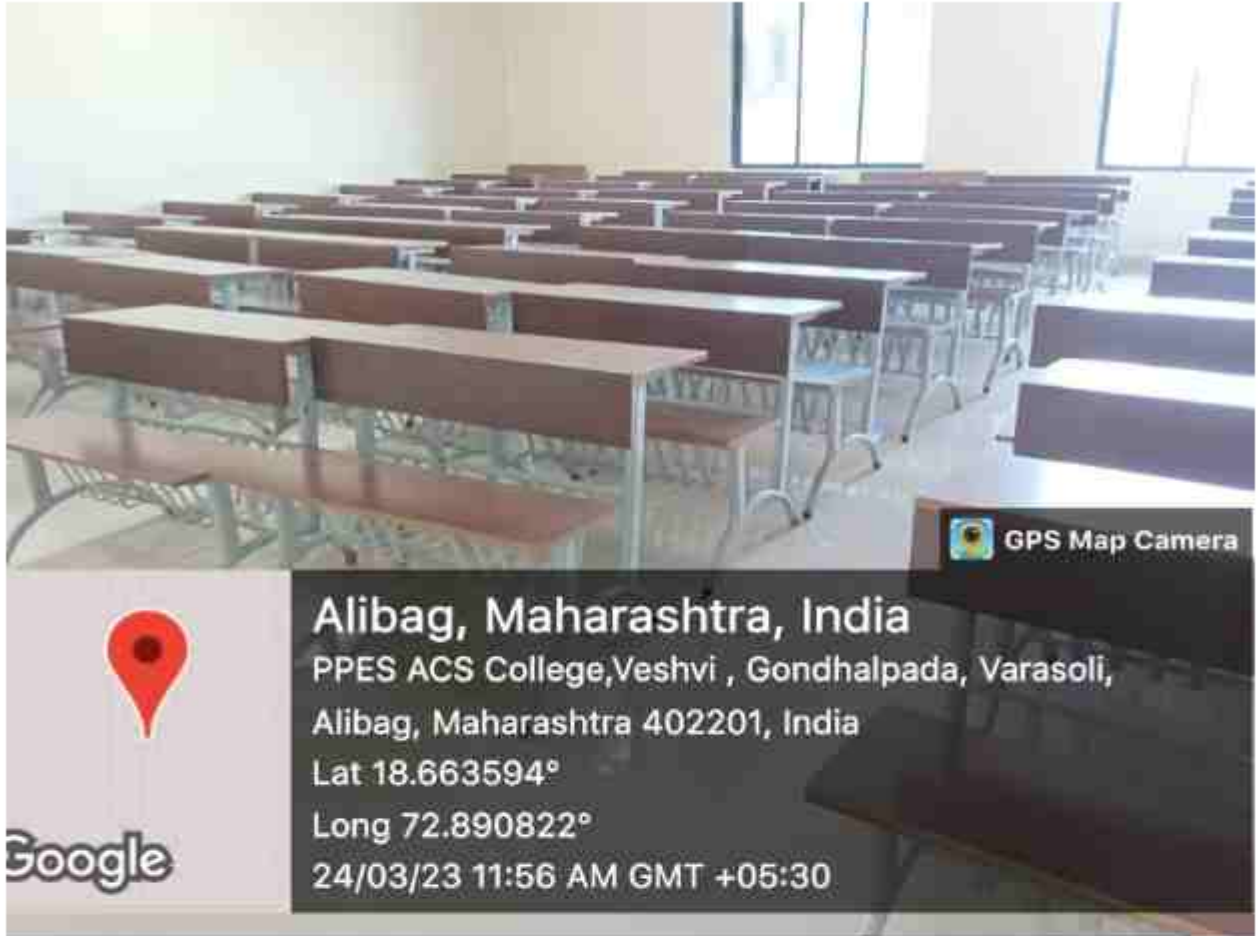 GPS Map Camera
Alibag, Maharashtra, India
PPES ACS College,Veshvi , Gondhalpada, Varasoli,
Alibag, Maharashtra 402201, India
Lat 18.663594°
Long 72.890822°
24/03/23 11:56 AM GMT +05:30
Google